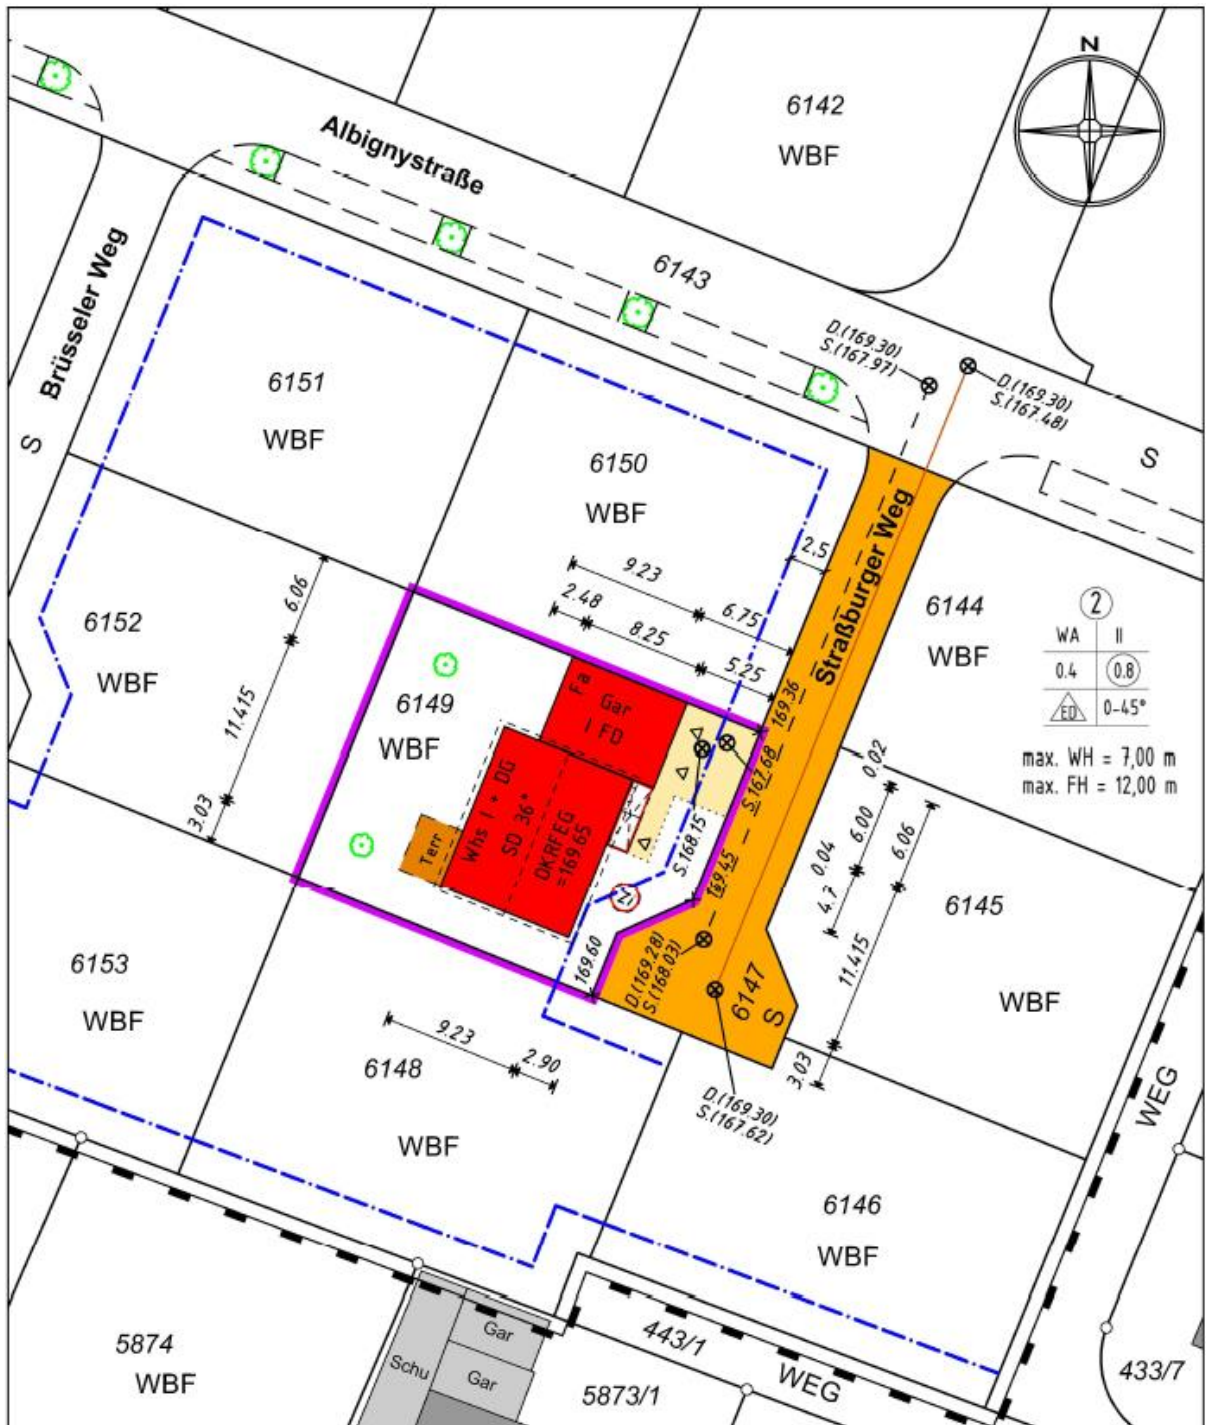 N
6142
WBF
Albignystraße
6143
Brüsseler Weg
S
D.(169.30)
S.(167.97)
D.(169.30)
S.(167.48)
S
6151
WBF
6150
WBF
Straßburger Weg
2.5
9.23
6.75
2.48
8.25
5.25
6.06
11.415
3.03
6152
WBF
6144
WBF
2
WA
II
0.4
0.8
ED
0-45°
max. WH = 7,00 m
max. FH = 12,00 m
6149
WBF
Fa
Gar
I FD
Whs I + DG
SD 36°
OKRFEG
=169.65
Terr
169.36
S.167.68
S.168.15
169.45
169.60
ZI
0.02
6.00
0.04
4.7
6.06
11.415
3.03
6145
WBF
D.(169.28)
S.(168.03)
6147
S
D.(169.30)
S.(167.62)
6153
WBF
9.23
2.90
6148
WBF
6146
WBF
WEG
5874
WBF
Schu
Gar
Gar
443/1
WEG
5873/1
433/7